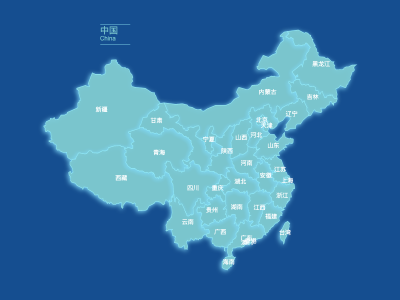 中国
China
黑龙江
内蒙古
吉林
新疆
辽宁
甘肃
北京
天津
宁夏
山西
河北
山东
青海
陕西
河南
西藏
江苏
安徽
上海
四川
重庆
湖北
浙江
湖南
江西
贵州
福建
云南
广西
台湾
海南